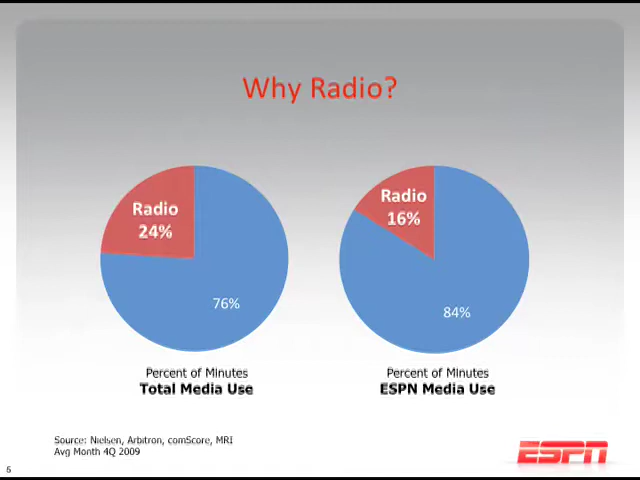 Why Radio?
Radio
24%
76%
Radio
16%
84%
Percent of Minutes
Total Media Use
Percent of Minutes
ESPN Media Use
Source: Nielsen, Arbitron, comScore, MRI
Avg Month 4Q 2009
ESPN
6